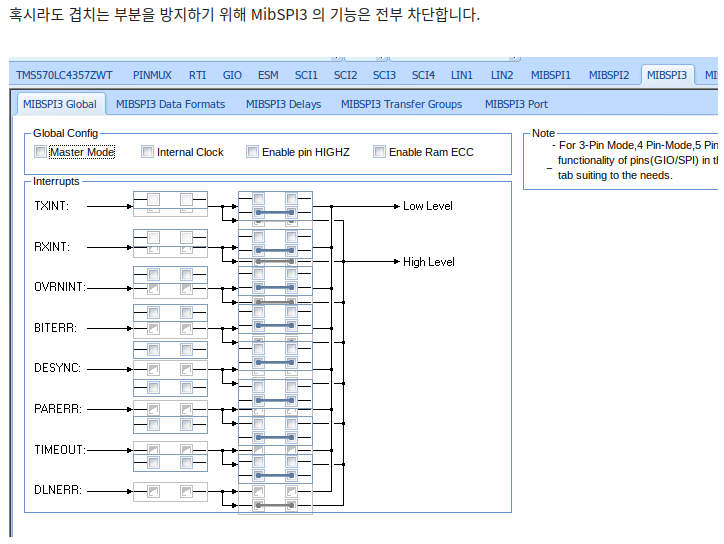 혹시라도 겹치는 부분을 방지하기 위해 MibSPI3 의 기능은 전부 차단합니다.
TMS570LC4357ZWT PINMUX RTI GIO ESM SCI1 SCI2 SCI3 SCI4 LIN1 LIN2 MIBSPI1 MIBSPI2 MIBSPI3
MIBSPI3 Global MIBSPI3 Data Formats MIBSPI3 Delays MIBSPI3 Transfer Groups MIBSPI3 Port
Global Config
Master Mode Internal Clock Enable pin HIGHZ Enable Ram ECC
Note
- For 3-Pin Mode,4 Pin-Mode,5 Pin
functionality of pins(GIO/SPI) in th
- tab suiting to the needs.
Interrupts
TXINT: Low Level
RXINT: High Level
OVRNINT:
BITERR:
DESYNC:
PARERR:
TIMEOUT:
DLNERR: